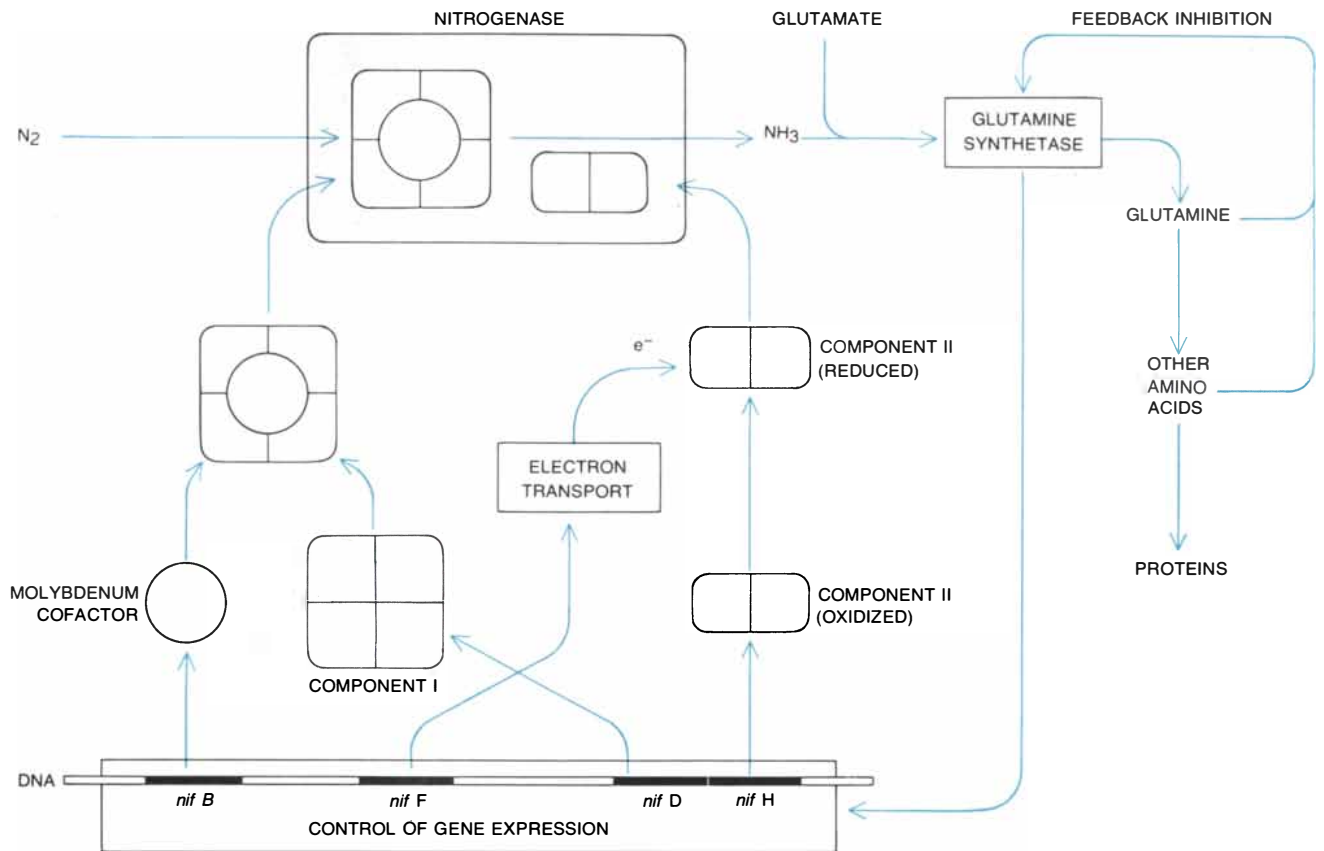 NITROGENASE
GLUTAMATE
FEEDBACK INHIBITION
N2
NH3
GLUTAMINE
SYNTHETASE
GLUTAMINE
e−
COMPONENT II
(REDUCED)
OTHER
AMINO
ACIDS
ELECTRON
TRANSPORT
PROTEINS
MOLYBDENUM
COFACTOR
COMPONENT II
(OXIDIZED)
COMPONENT I
DNA
nif B
nif F
nif D
nif H
CONTROL OF GENE EXPRESSION